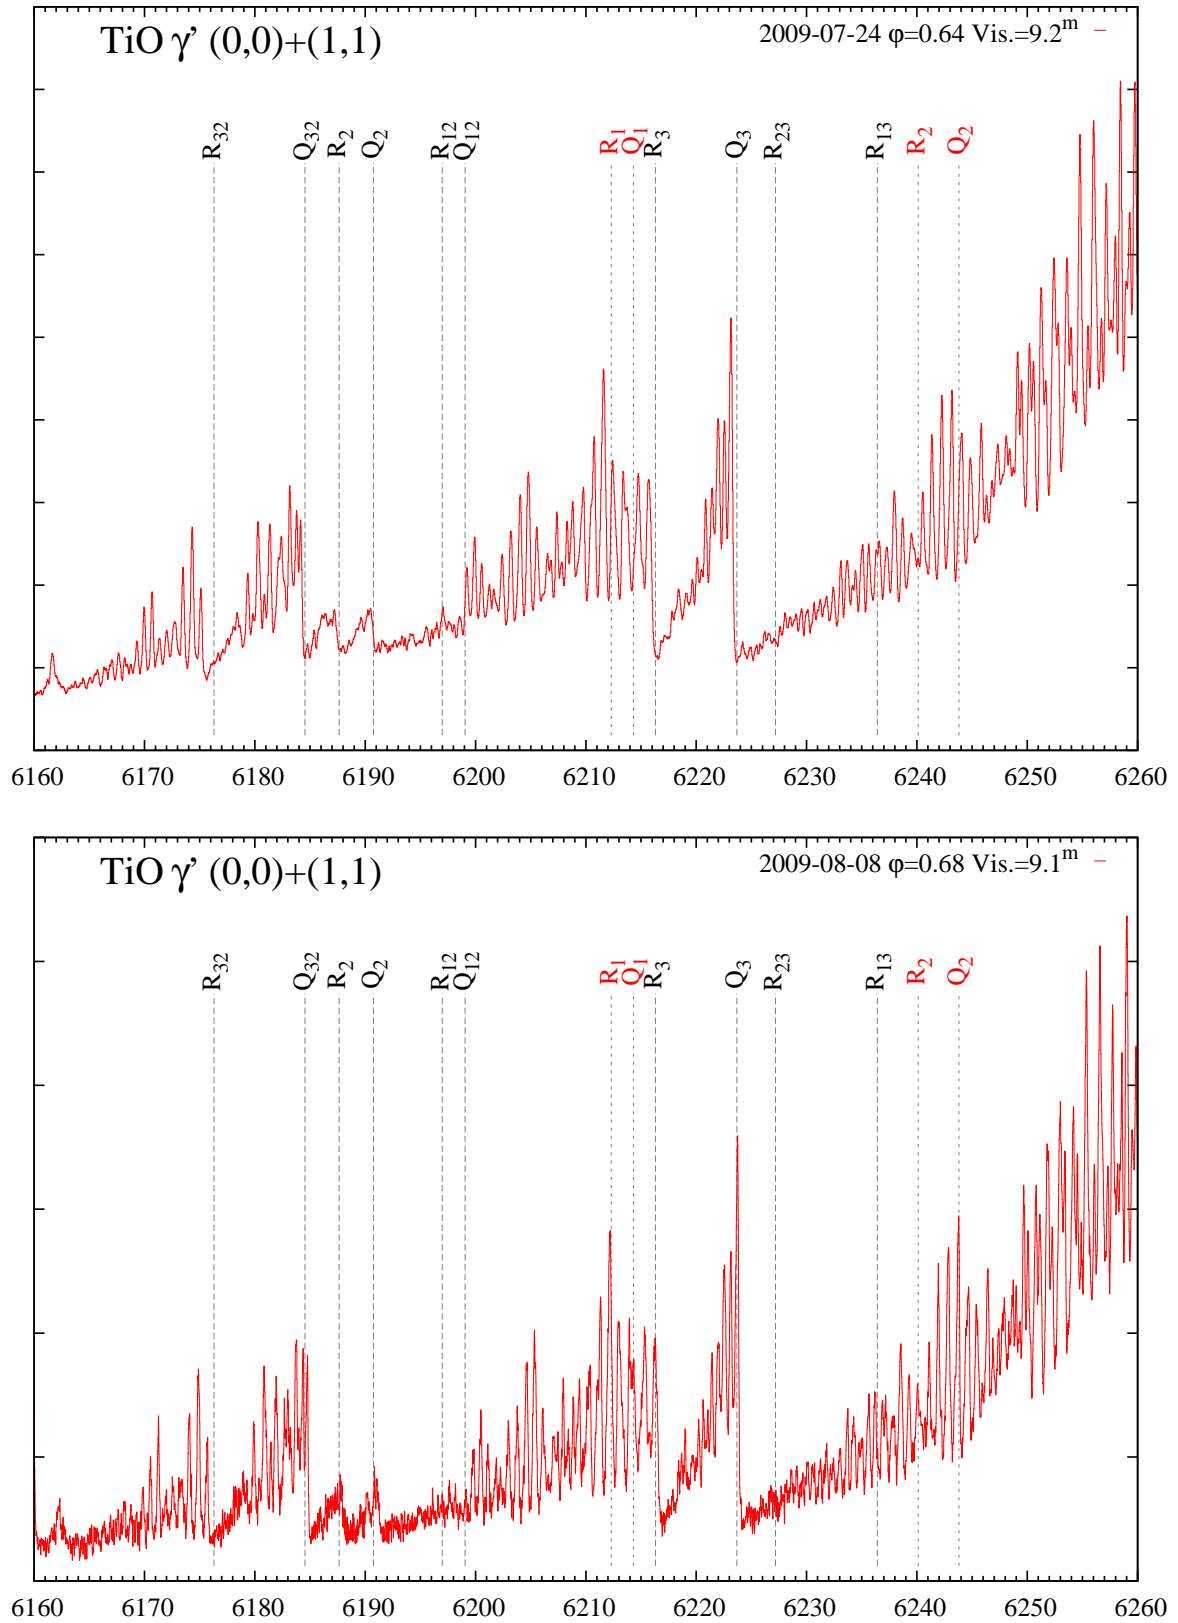 TiO γ’ (0,0)+(1,1)
2009-07-24 φ=0.64 Vis.=9.2m
R32 Q32 R2 Q2 R12 Q12 R1 Q1 R3 Q3 R23 R13 R2 Q2
6160 6170 6180 6190 6200 6210 6220 6230 6240 6250 6260
TiO γ’ (0,0)+(1,1)
2009-08-08 φ=0.68 Vis.=9.1m
R32 Q32 R2 Q2 R12 Q12 R1 Q1 R3 Q3 R23 R13 R2 Q2
6160 6170 6180 6190 6200 6210 6220 6230 6240 6250 6260